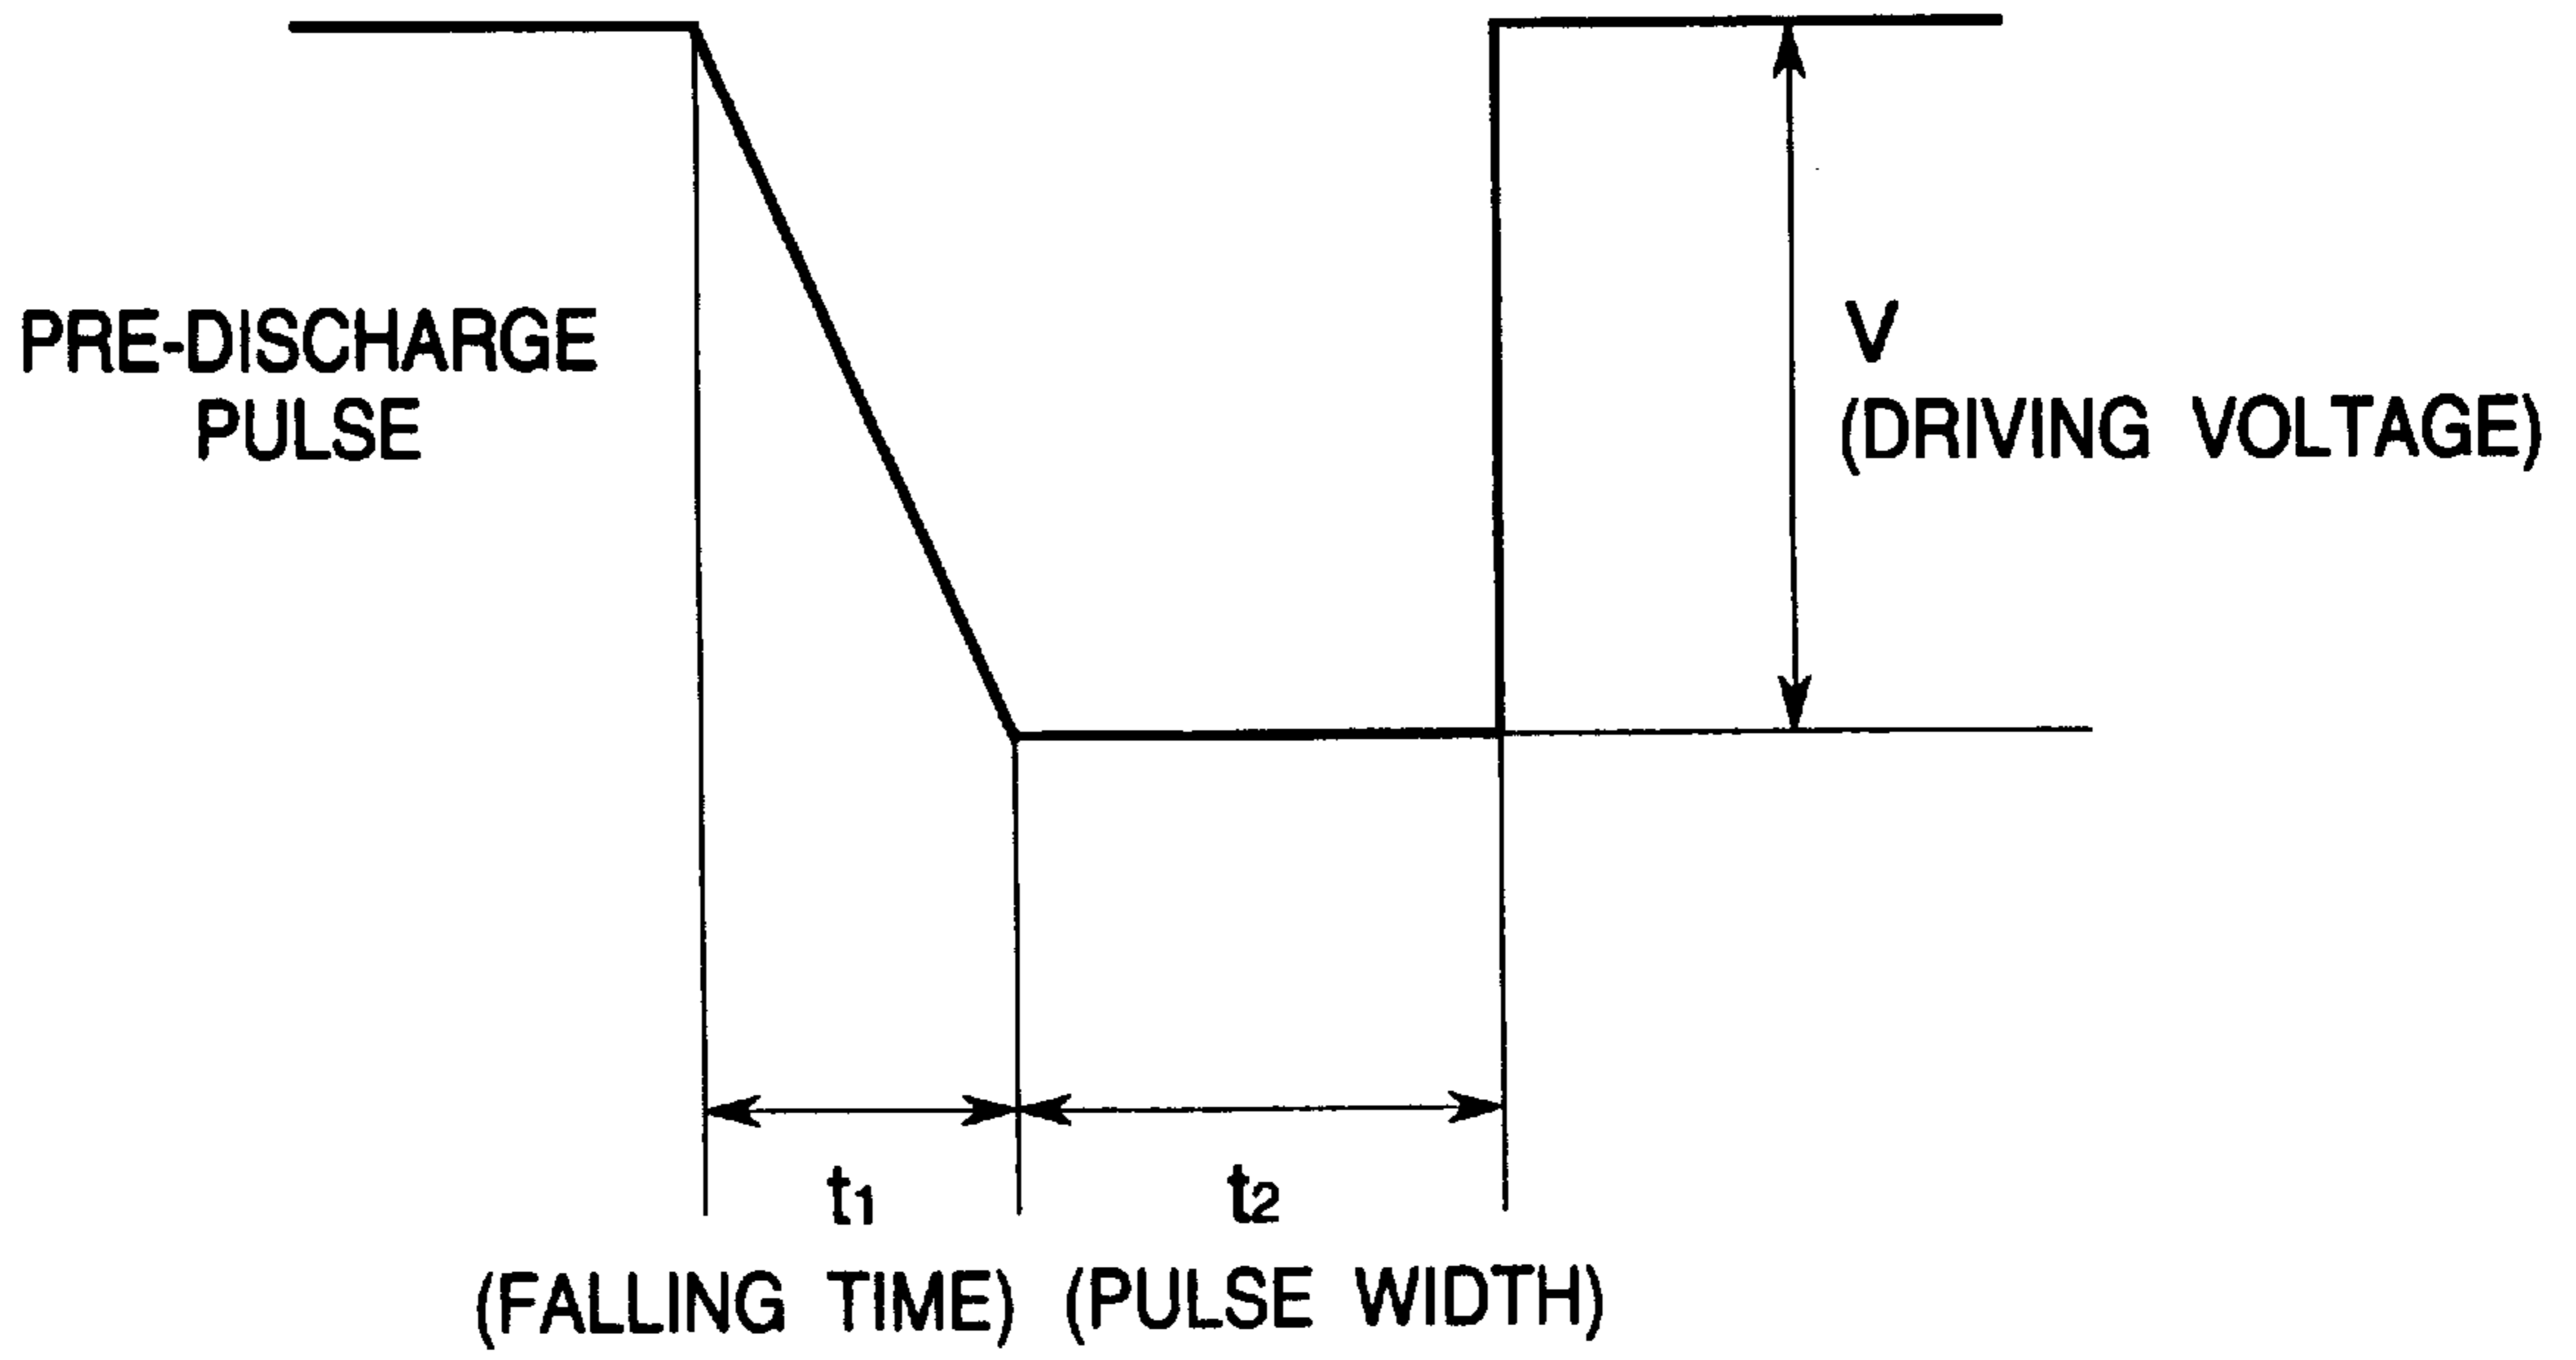 PRE-DISCHARGE
PULSE
V
(DRIVING VOLTAGE)
t1
t2
(FALLING TIME) (PULSE WIDTH)